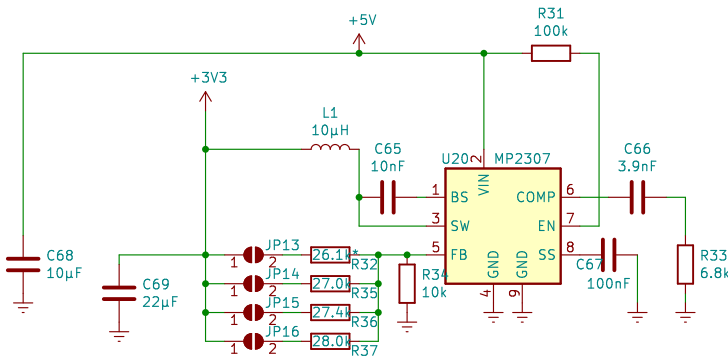 +5V
R31
100k
+3V3
L1
10µH
C65
10nF
U20
MP2307
C66
3.9nF
2
VIN
1
BS
COMP
6
3
SW
EN
7
5
FB
SS
8
GND
GND
4
9
C67
100nF
R33
6.8k
C68
10µF
C69
22µF
JP13
1
2
26.1k*
R32
JP14
1
2
27.0k
R35
JP15
1
2
27.4k
R36
JP16
1
2
28.0k
R37
R34
10k